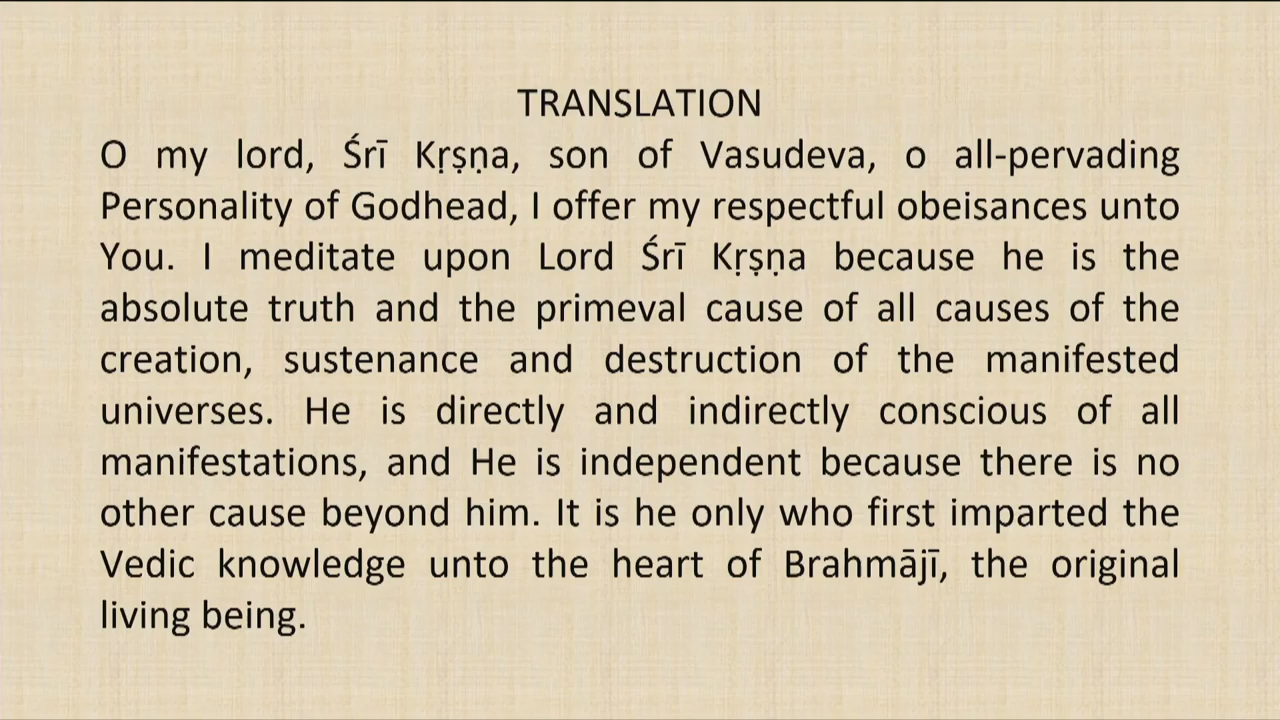 TRANSLATION
O my lord, Śrī Kṛṣṇa, son of Vasudeva, o all-pervading
Personality of Godhead, I offer my respectful obeisances unto
You. I meditate upon Lord Śrī Kṛṣṇa because he is the
absolute truth and the primeval cause of all causes of the
creation, sustenance and destruction of the manifested
universes. He is directly and indirectly conscious of all
manifestations, and He is independent because there is no
other cause beyond him. It is he only who first imparted the
Vedic knowledge unto the heart of Brahmājī, the original
living being.